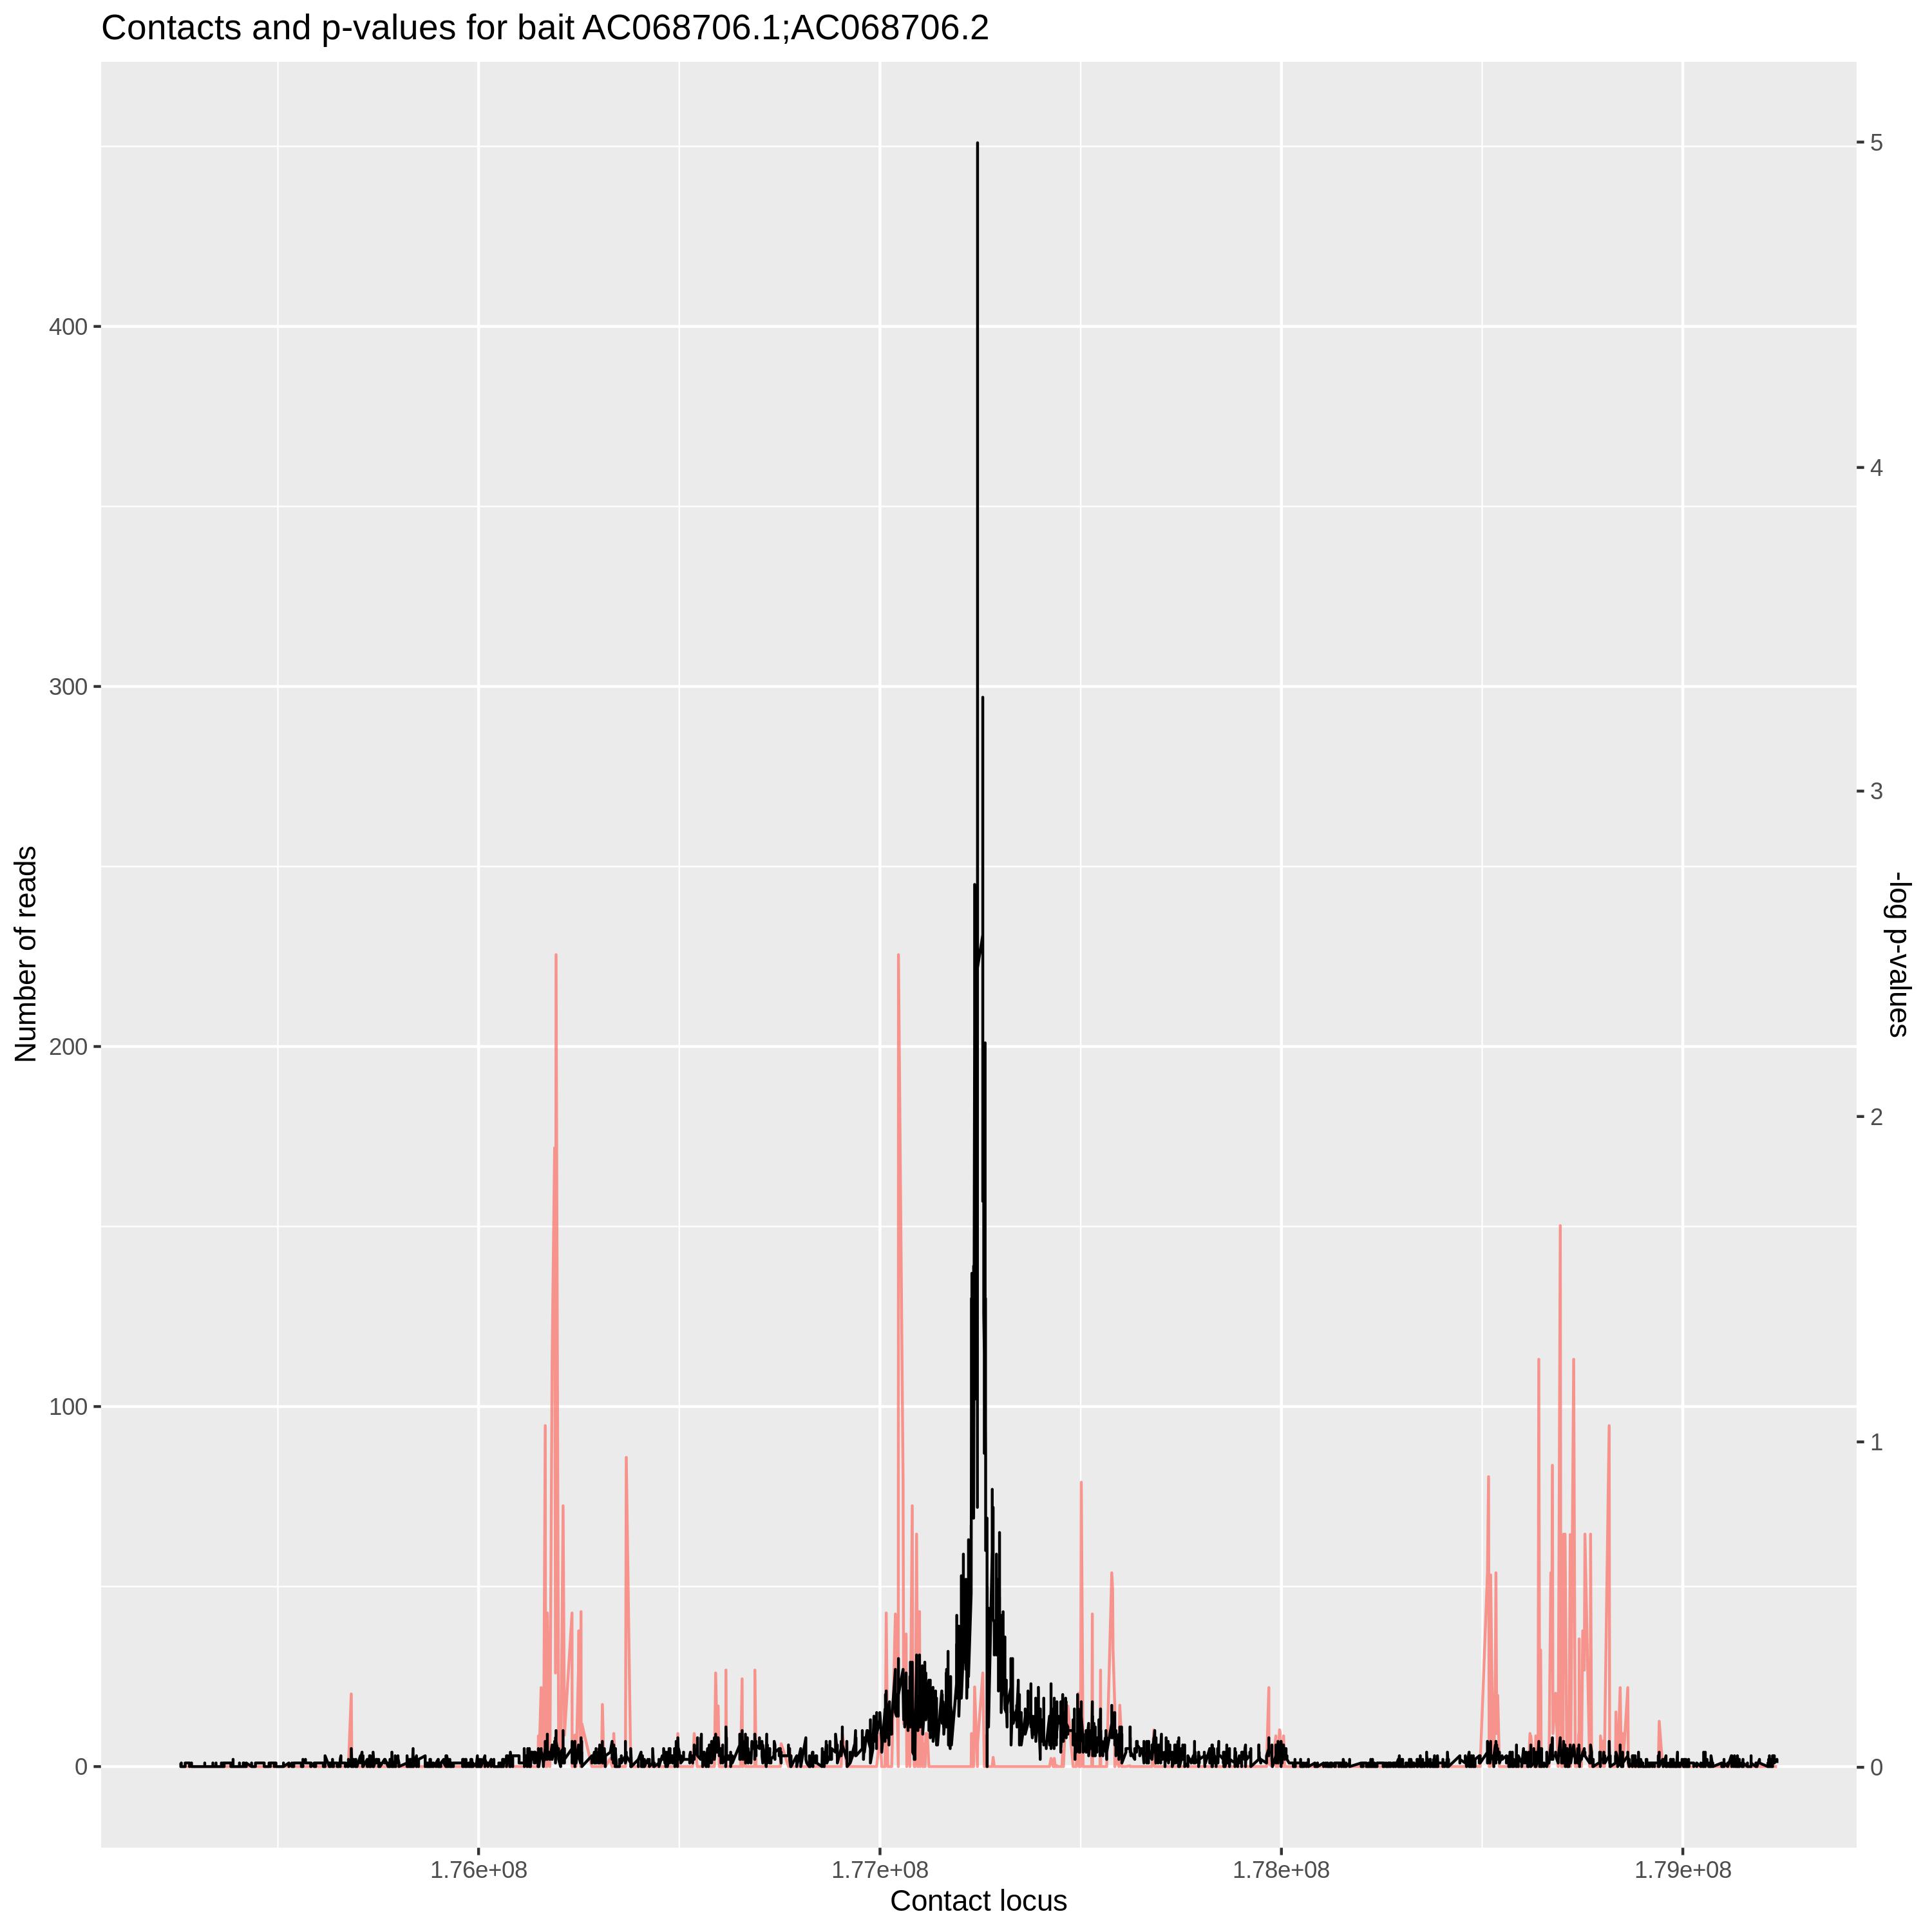 Contacts and p-values for bait AC068706.1;AC068706.2
Number of reads
400
300
200
100
0
5
4
3
2
1
0
-log p-values
1.76e+08
1.77e+08
1.78e+08
1.79e+08
Contact locus